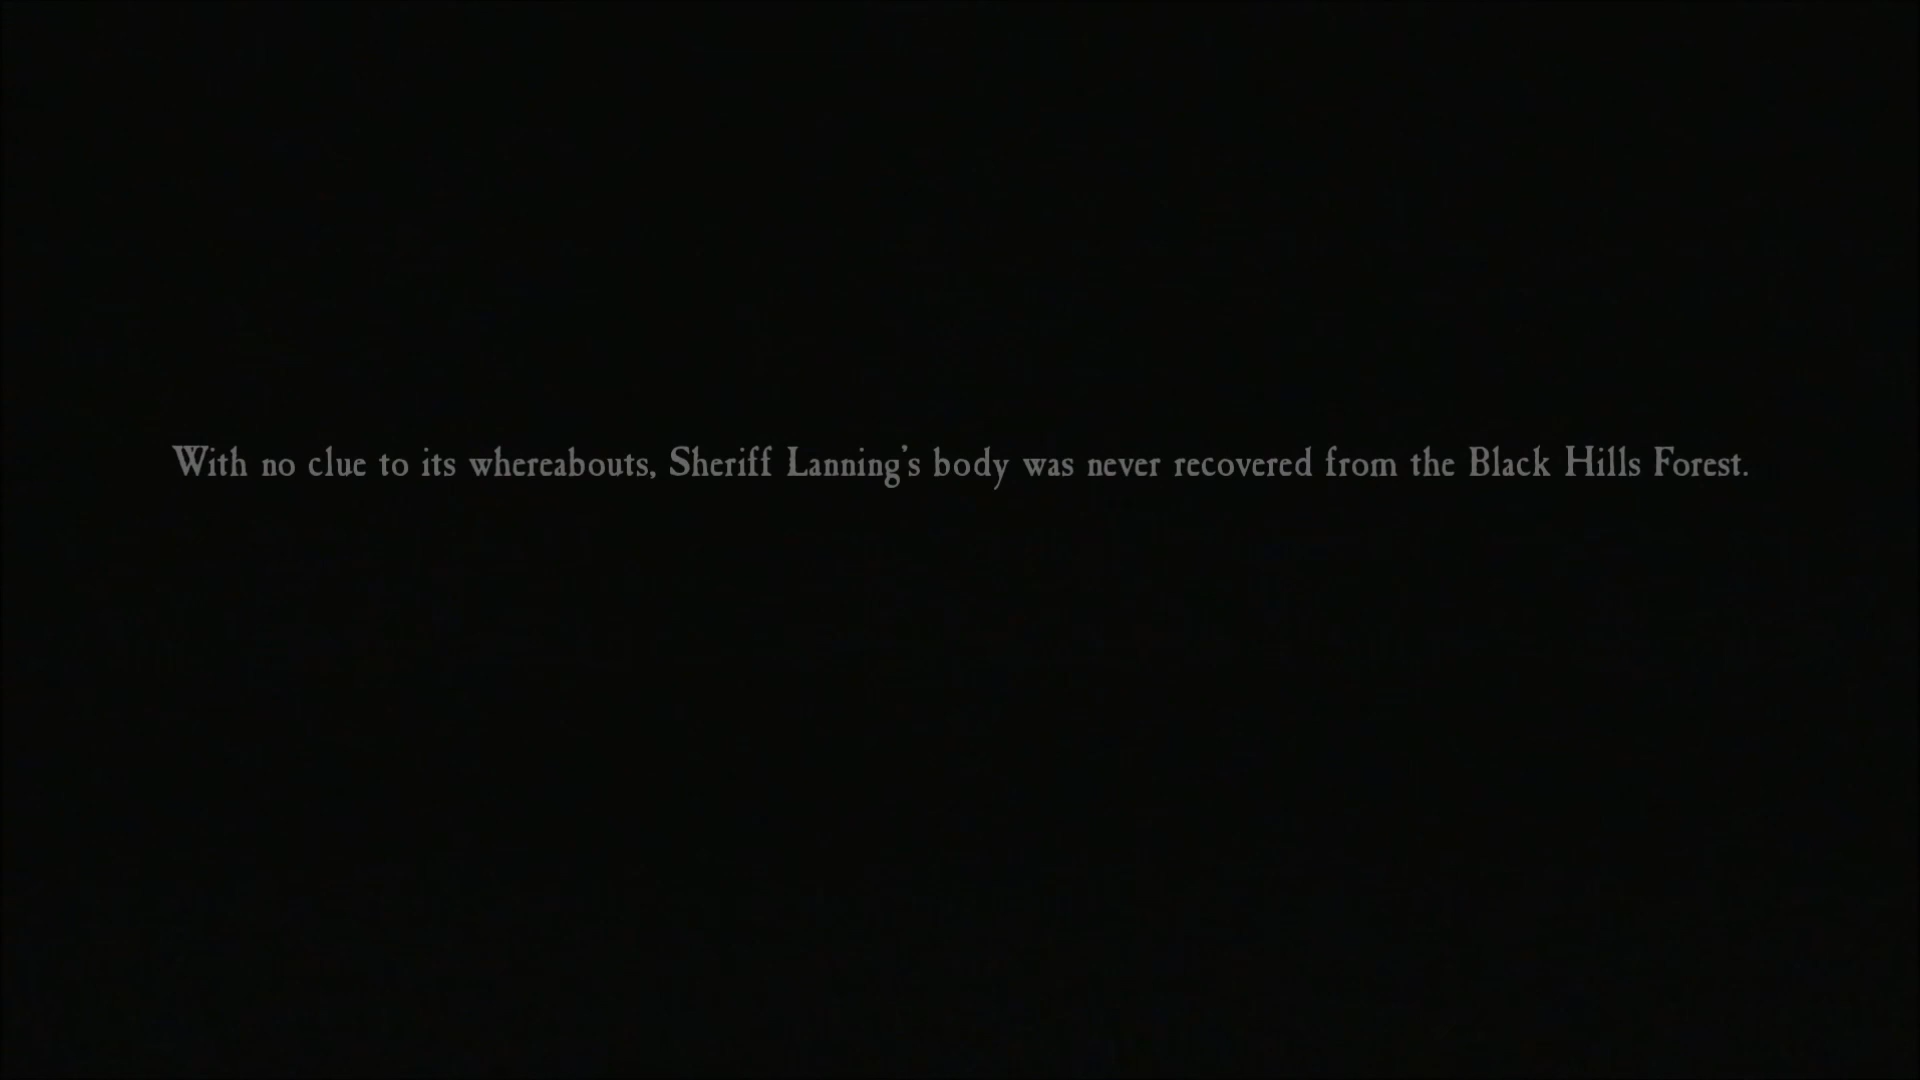 With no clue to its whereabouts, Sheriff Lanning's body was never recovered from the Black Hills Forest.